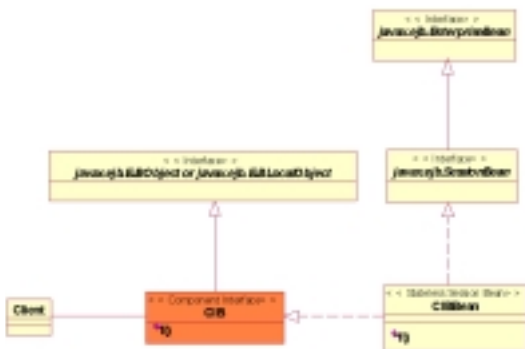 < < Interface > >
javax.ejb.EnterpriseBean
< < Interface > >
javax.ejb.EJBObject or javax.ejb.EJBLocalObject
< < Interface > >
javax.ejb.SessionBean
Client
< < Component Interface > >
CIB
< < Stateless Session Bean > >
CIBBean